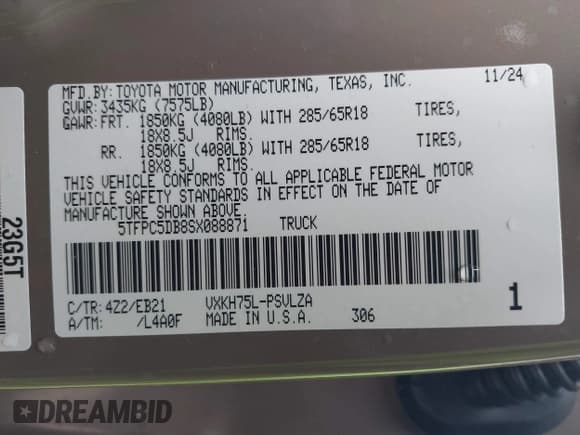 MFD.BY:TOYOTA MOTOR MANUFACTURING, TEXAS, INC. 11/24
GVWR:3435KG (7575LB)
GAWR:FRT. 1850KG (4080LB) WITH 285/65R18 TIRES,
18X8.5J RIMS.
RR. 1850KG (4080LB) WITH 285/65R18 TIRES,
18X8.5J RIMS.
THIS VEHICLE CONFORMS TO ALL APPLICABLE FEDERAL MOTOR
VEHICLE SAFETY STANDARDS IN EFFECT ON THE DATE OF
MANUFACTURE SHOWN ABOVE.
5TFPC5DB8SX088871 TRUCK
C/TR:4Z2/EB21 VXKH75L-PSVLZA 1
A/TM: /L4A0F MADE IN U.S.A. 306
23G5T
DREAMBID